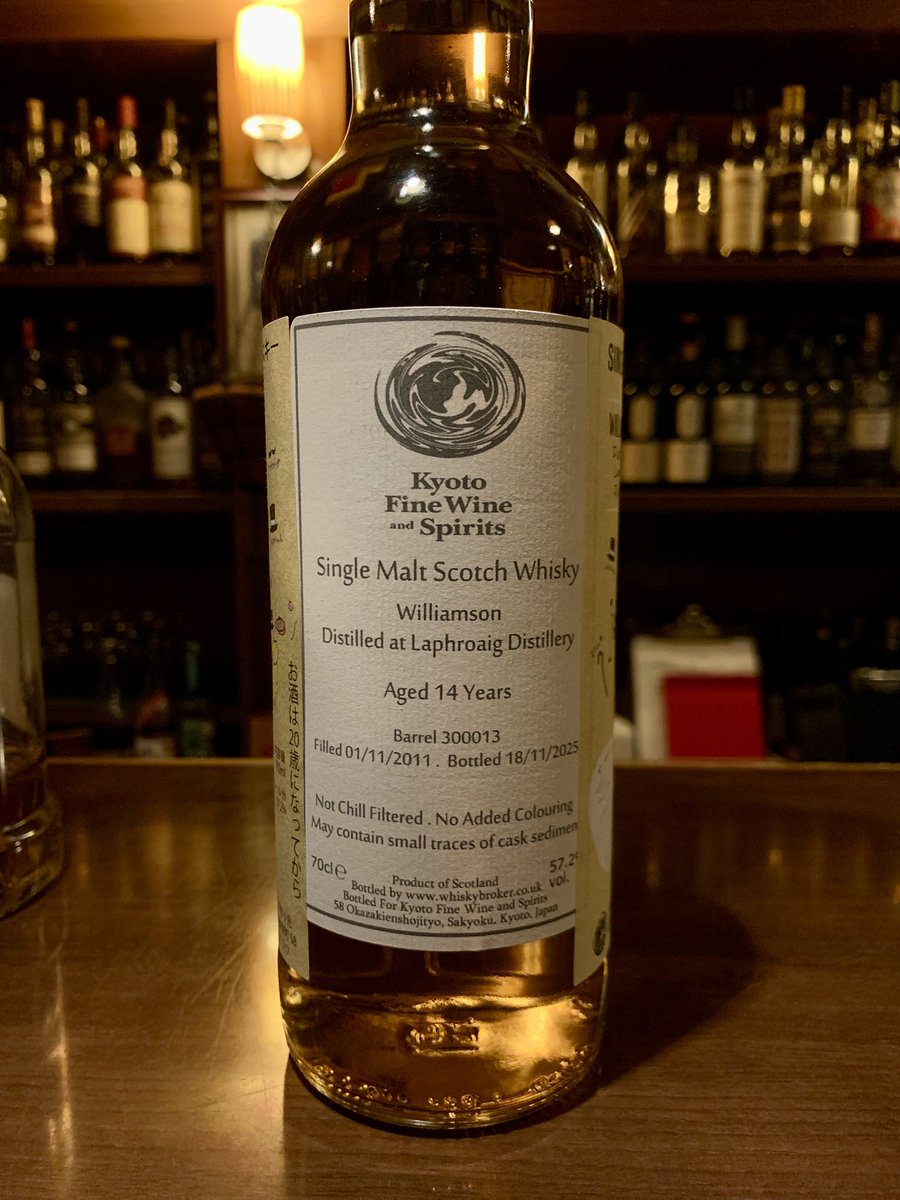 Kyoto
Fine Wine
and Spirits
Single Malt Scotch Whisky
Williamson
Distilled at Laphroaig Distillery
Aged 14 Years
Barrel 300013
Filled 01/11/2011 . Bottled 18/11/2025
Not Chill Filtered . No Added Colouring
May contain small traces of cask sedimen
70cl e
57.2
vol.
Product of Scotland
Bottled by www.whiskybroker.co.uk
Bottled For Kyoto Fine Wine and Spirits
58 Okazakienshojityo, Sakyoku, Kyoto, Japan
お酒は20歳になってから